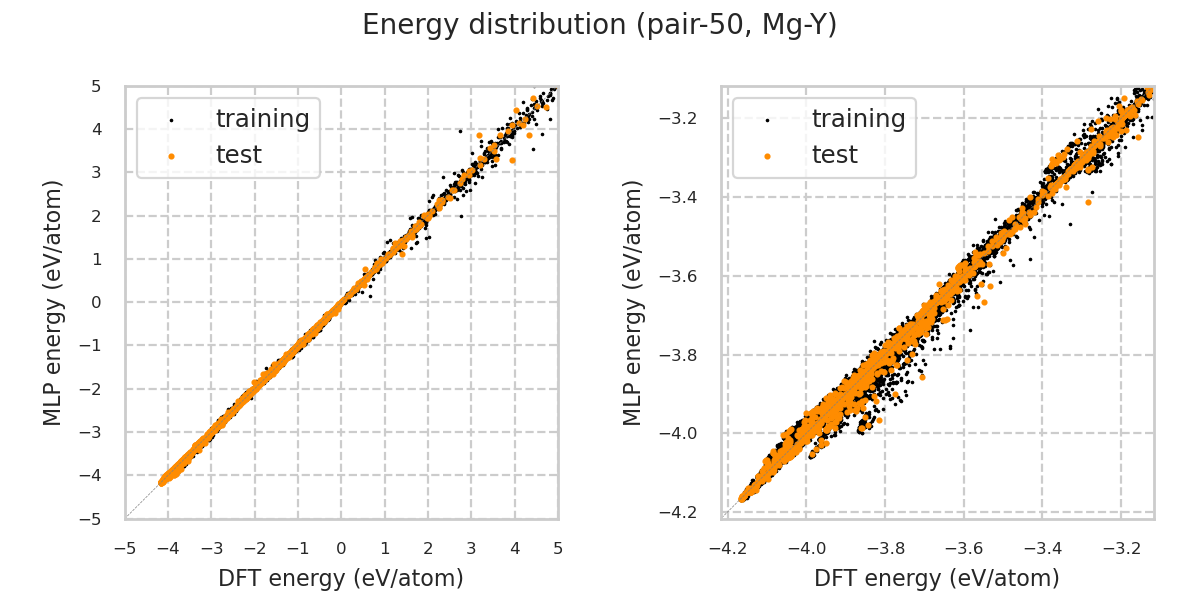 Energy distribution (pair-50, Mg-Y)
training
test
MLP energy (eV/atom)
5
4
3
2
1
0
−1
−2
−3
−4
−5
−5 −4 −3 −2 −1 0 1 2 3 4 5
DFT energy (eV/atom)
training
test
MLP energy (eV/atom)
−3.2
−3.4
−3.6
−3.8
−4.0
−4.2
−4.2 −4.0 −3.8 −3.6 −3.4 −3.2
DFT energy (eV/atom)